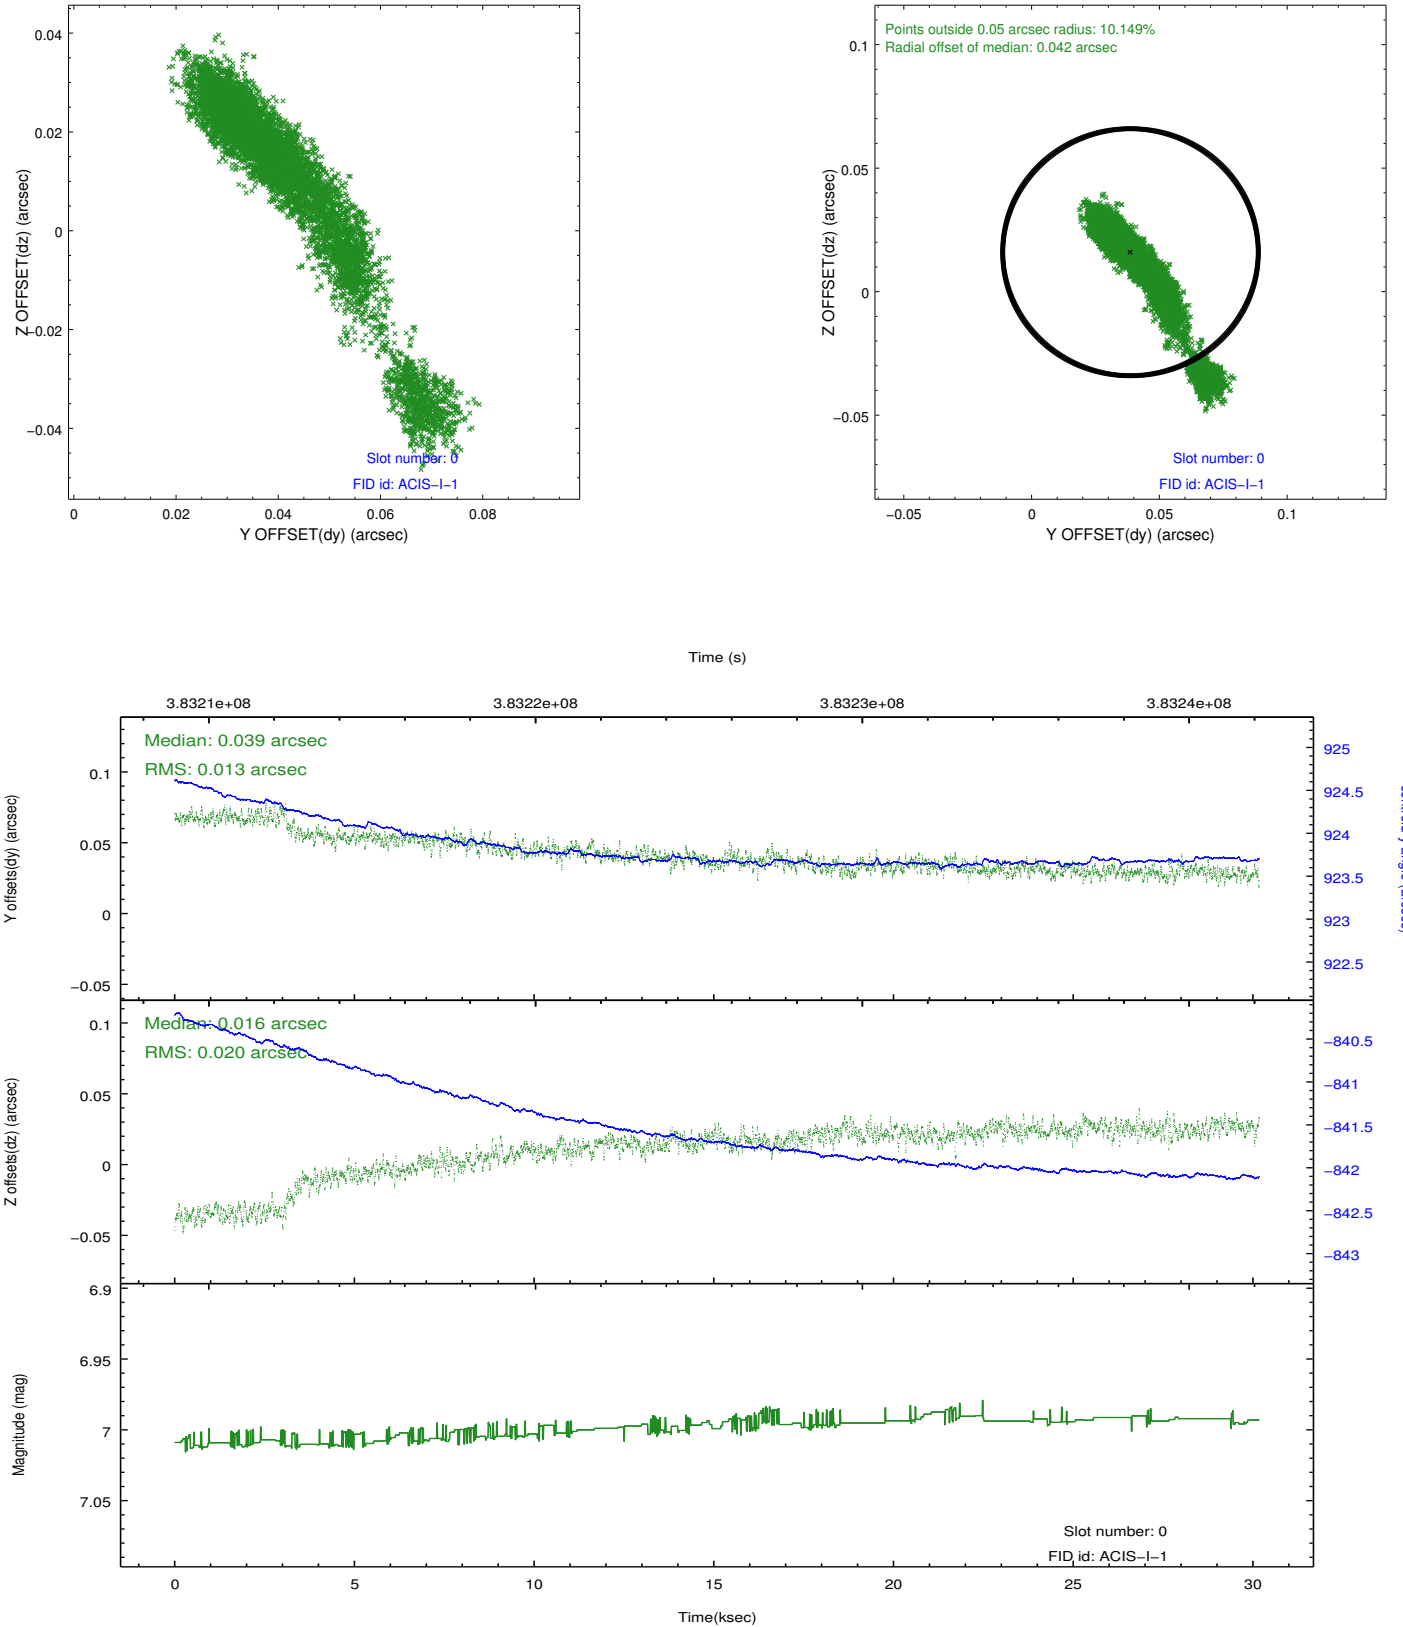 0.04
0.02
0
−0.02
−0.04
Z OFFSET(dz) (arcsec)
Slot number: 0
FID id: ACIS−I−1
0
0.02
0.04
0.06
0.08
Y OFFSET(dy) (arcsec)
Points outside 0.05 arcsec radius: 10.149%
Radial offset of median: 0.042 arcsec
0.1
0.05
0
−0.05
Z OFFSET(dz) (arcsec)
Slot number: 0
FID id: ACIS−I−1
−0.05
0
0.05
0.1
Y OFFSET(dy) (arcsec)
Time (s)
3.8321e+08
3.8322e+08
3.8323e+08
3.8324e+08
Median: 0.039 arcsec
RMS: 0.013 arcsec
0.1
0.05
0
−0.05
Y offsets(dy) (arcsec)
925
924.5
924
923.5
923
922.5
Median: 0.016 arcsec
RMS: 0.020 arcsec
0.1
0.05
0
−0.05
Z offsets(dz) (arcsec)
−840.5
−841
−841.5
−842
−842.5
−843
6.9
6.95
7
7.05
Magnitude (mag)
Slot number: 0
FID id: ACIS−I−1
0
5
10
15
20
25
30
Time(ksec)